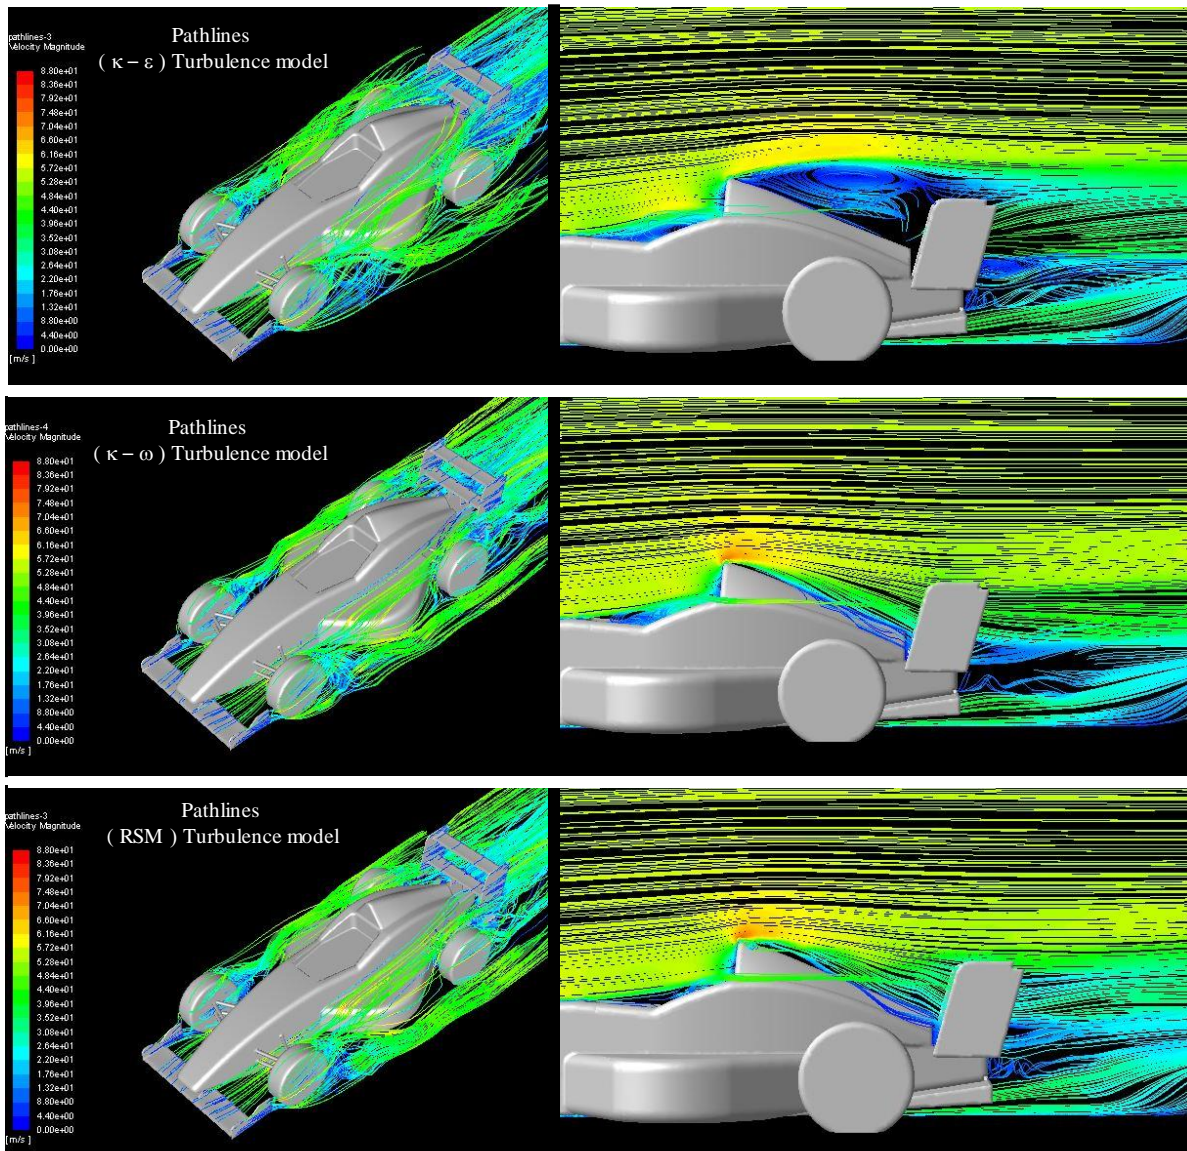 pathlines-3
Velocity Magnitude
Pathlines
( κ − ε ) Turbulence model
8.80e+01
8.36e+01
7.92e+01
7.48e+01
7.04e+01
6.60e+01
6.16e+01
5.72e+01
5.28e+01
4.84e+01
4.40e+01
3.96e+01
3.52e+01
3.08e+01
2.64e+01
2.20e+01
1.76e+01
1.32e+01
8.80e+00
4.40e+00
0.00e+00
[m/s ]
pathlines-4
Velocity Magnitude
Pathlines
( κ − ω ) Turbulence model
8.80e+01
8.36e+01
7.92e+01
7.48e+01
7.04e+01
6.60e+01
6.16e+01
5.72e+01
5.28e+01
4.84e+01
4.40e+01
3.96e+01
3.52e+01
3.08e+01
2.64e+01
2.20e+01
1.76e+01
1.32e+01
8.80e+00
4.40e+00
0.00e+00
[m/s ]
pathlines-3
Velocity Magnitude
Pathlines
( RSM ) Turbulence model
8.80e+01
8.36e+01
7.92e+01
7.48e+01
7.04e+01
6.60e+01
6.16e+01
5.72e+01
5.28e+01
4.84e+01
4.40e+01
3.96e+01
3.52e+01
3.08e+01
2.64e+01
2.20e+01
1.76e+01
1.32e+01
8.80e+00
4.40e+00
0.00e+00
[m/s ]